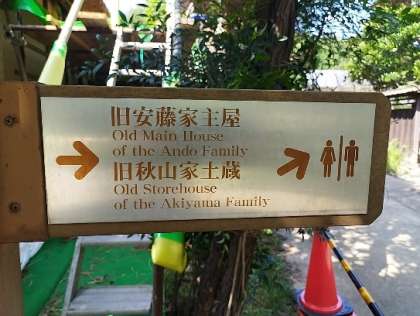 旧安藤家主屋
Old Main House
of the Ando Family
旧秋山家土蔵
Old Storehouse
of the Akiyama Family